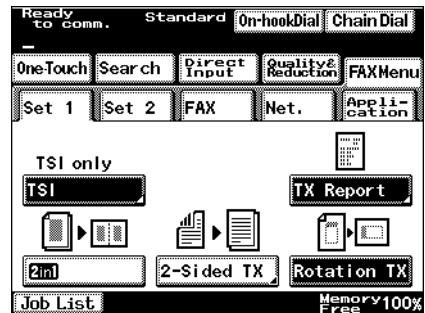 Ready to comm. Standard On-hookDial Chain Dial
One-Touch Search Direct Input Quality& Reduction FAXMenu
Set 1 Set 2 FAX Net. Appli-cation
TSI only
TSI TX Report
2in1 2-Sided TX Rotation TX
Job List Memory Free 100%